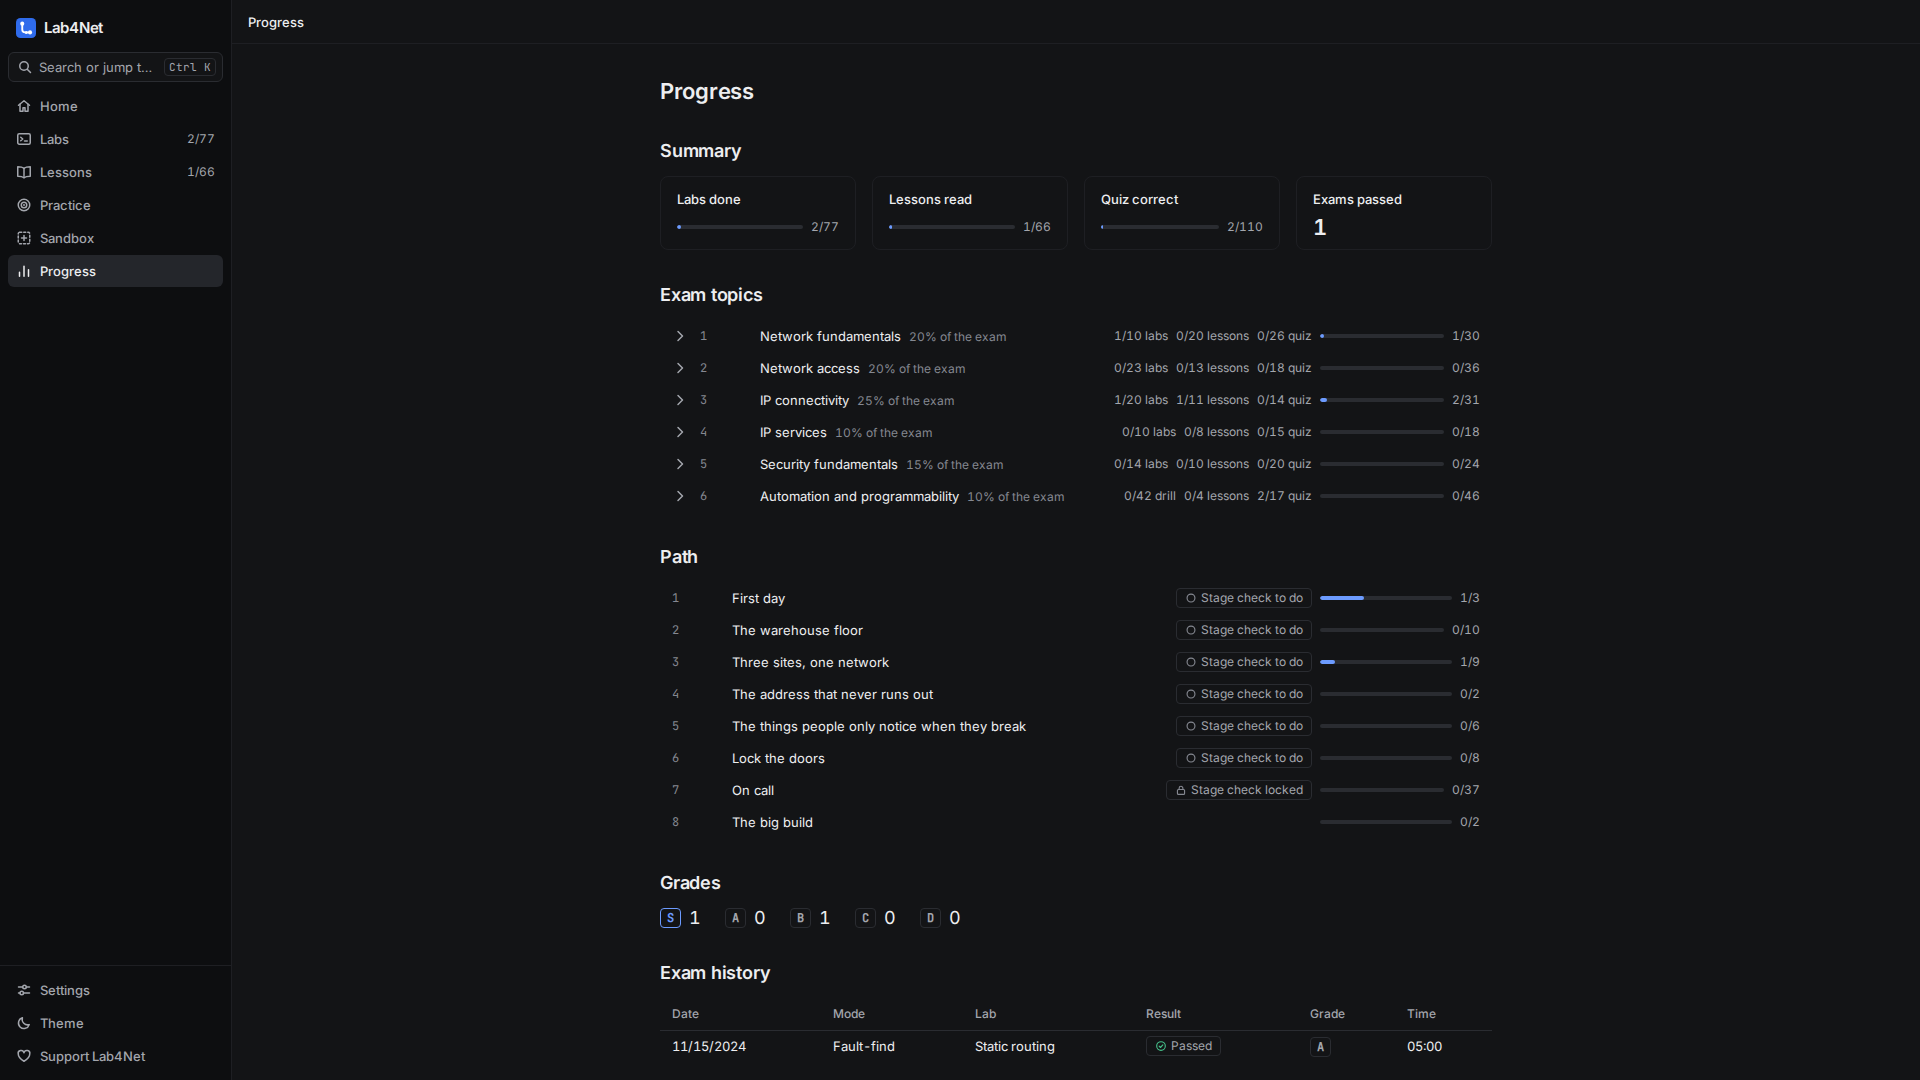 Lab4Net
Search or jump t... Ctrl K
Home
Labs 2/77
Lessons 1/66
Practice
Sandbox
Progress
Settings
Theme
Support Lab4Net
Progress
Progress
Summary
Labs done
2/77
Lessons read
1/66
Quiz correct
2/110
Exams passed
1
Exam topics
1 Network fundamentals 20% of the exam 1/10 labs 0/20 lessons 0/26 quiz 1/30
2 Network access 20% of the exam 0/23 labs 0/13 lessons 0/18 quiz 0/36
3 IP connectivity 25% of the exam 1/20 labs 1/11 lessons 0/14 quiz 2/31
4 IP services 10% of the exam 0/10 labs 0/8 lessons 0/15 quiz 0/18
5 Security fundamentals 15% of the exam 0/14 labs 0/10 lessons 0/20 quiz 0/24
6 Automation and programmability 10% of the exam 0/42 drill 0/4 lessons 2/17 quiz 0/46
Path
1 First day Stage check to do 1/3
2 The warehouse floor Stage check to do 0/10
3 Three sites, one network Stage check to do 1/9
4 The address that never runs out Stage check to do 0/2
5 The things people only notice when they break Stage check to do 0/6
6 Lock the doors Stage check to do 0/8
7 On call Stage check locked 0/37
8 The big build 0/2
Grades
S 1 A 0 B 1 C 0 D 0
Exam history
Date Mode Lab Result Grade Time
11/15/2024 Fault-find Static routing Passed A 05:00